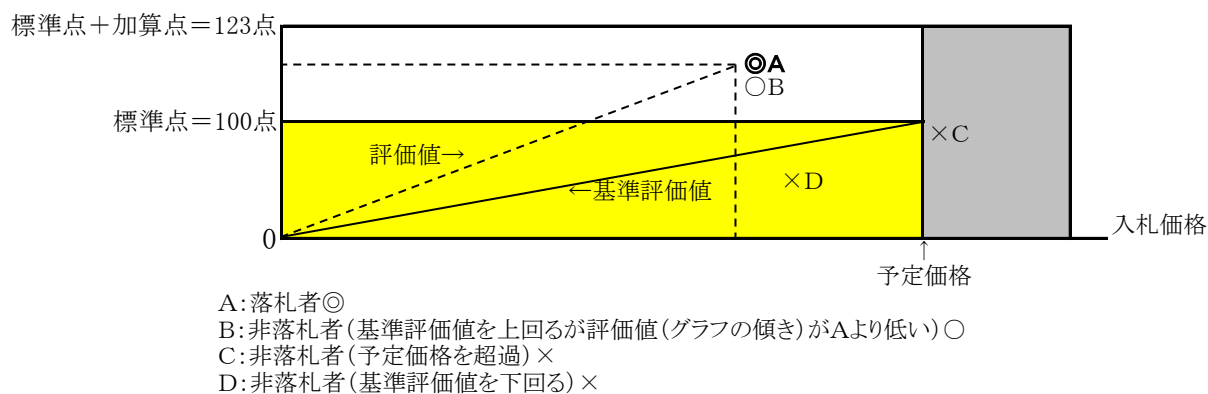 標準点+加算点=123点
◎A
○B
標準点=100点
×C
評価値→
×D
←基準評価値
0
入札価格
↑
予定価格
A:落札者◎
B:非落札者(基準評価値を上回るが評価値(グラフの傾き)がAより低い)○
C:非落札者(予定価格を超過)×
D:非落札者(基準評価値を下回る)×